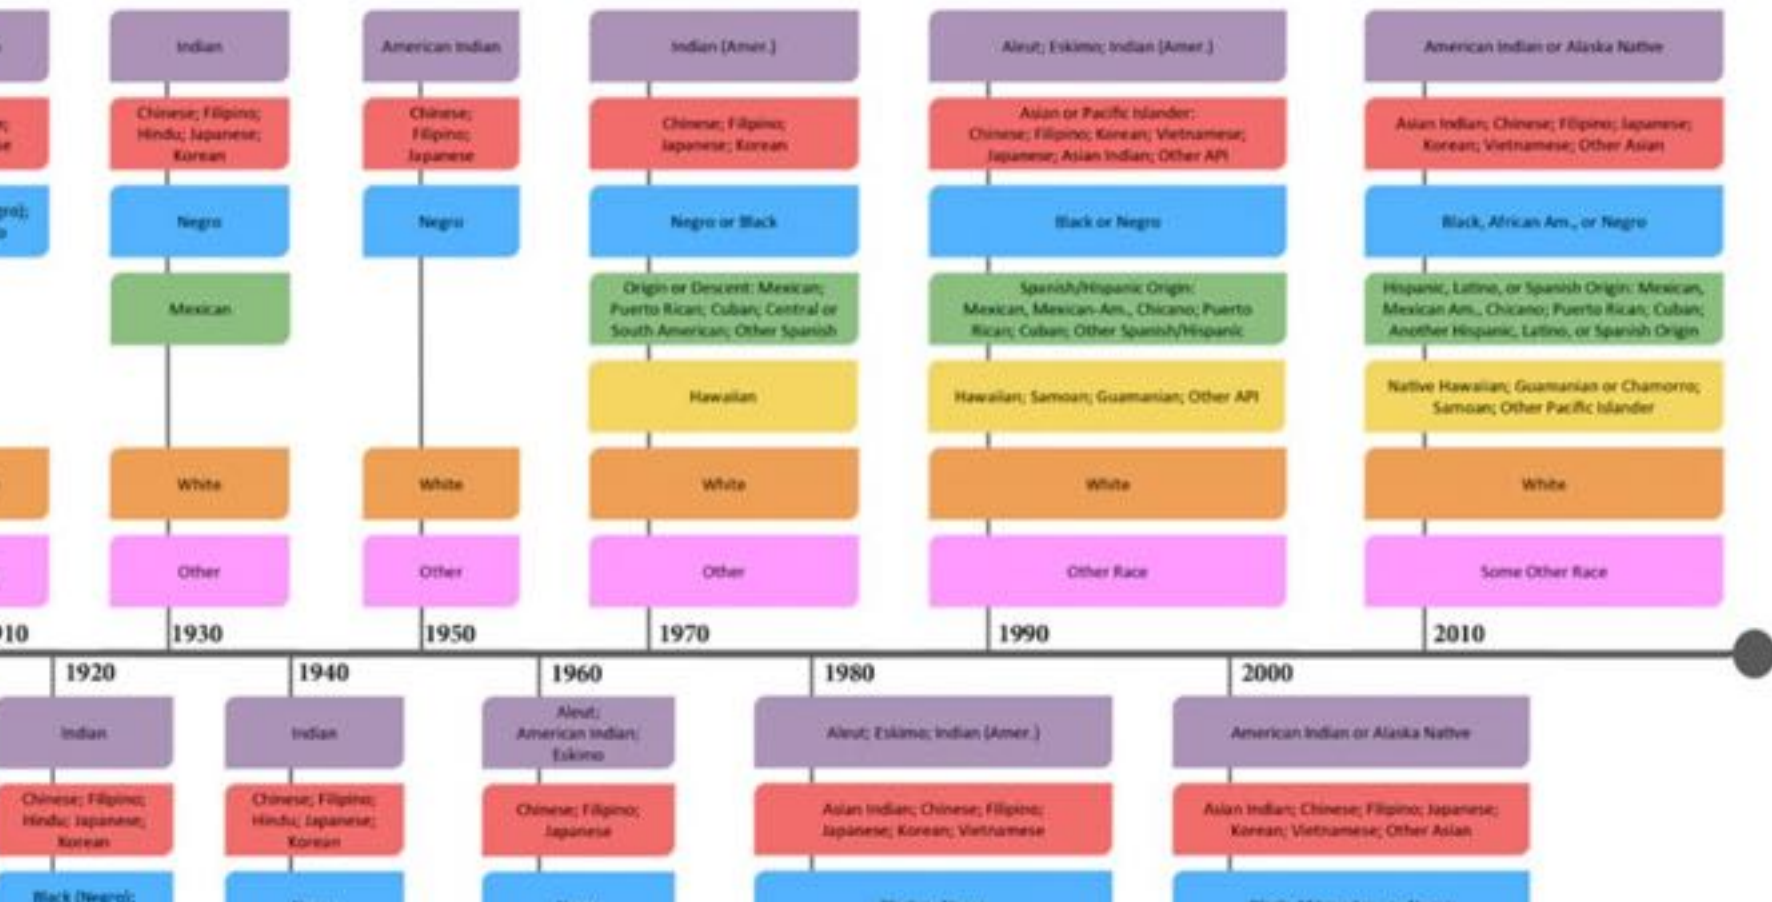 Indian
American Indian
Indian (Amer.)
Aleut; Eskimo; Indian (Amer.)
American Indian or Alaska Native
Chinese; Filipino;
Hindu; Japanese;
Korean
Chinese;
Filipino;
Japanese
Chinese; Filipino;
Japanese; Korean
Asian or Pacific Islander:
Chinese; Filipino; Korean; Vietnamese;
Japanese; Asian Indian; Other API
Asian Indian; Chinese; Filipino; Japanese;
Korean; Vietnamese; Other Asian
Negro
Negro
Negro or Black
Black or Negro
Black, African Am., or Negro
Mexican
Origin or Descent: Mexican;
Puerto Rican; Cuban; Central or
South American; Other Spanish
Spanish/Hispanic Origin:
Mexican, Mexican-Am., Chicano; Puerto
Rican; Cuban; Other Spanish/Hispanic
Hispanic, Latino, or Spanish Origin: Mexican,
Mexican Am., Chicano; Puerto Rican; Cuban;
Another Hispanic, Latino, or Spanish Origin
Hawaiian
Hawaiian; Samoan; Guamanian; Other API
Native Hawaiian; Guamanian or Chamorro;
Samoan; Other Pacific Islander
White
White
White
White
White
Other
Other
Other
Other Race
Some Other Race
10
1930
1950
1970
1990
2010
1920
1940
1960
1980
2000
Indian
Indian
Aleut;
American Indian;
Eskimo
Aleut; Eskimo; Indian (Amer.)
American Indian or Alaska Native
Chinese; Filipino;
Hindu; Japanese;
Korean
Chinese; Filipino;
Hindu; Japanese;
Korean
Chinese; Filipino;
Japanese
Asian Indian; Chinese; Filipino;
Japanese; Korean; Vietnamese
Asian Indian; Chinese; Filipino; Japanese;
Korean; Vietnamese; Other Asian
Black (Negro);